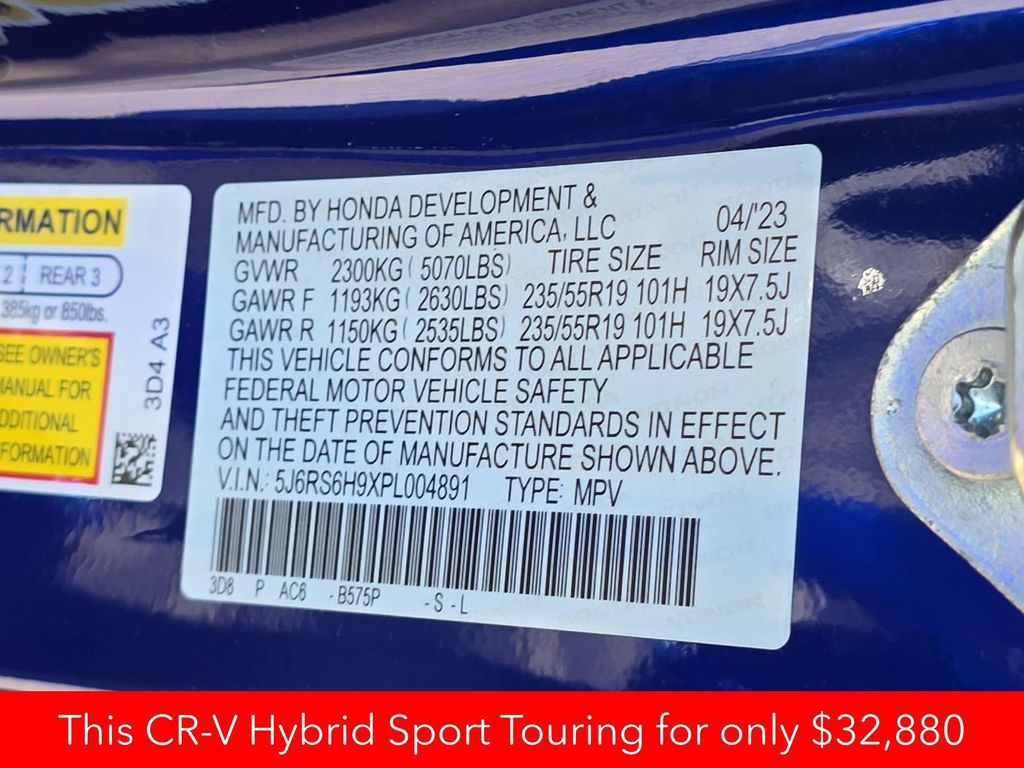 RMATION
2 REAR 3
385kg or 850lbs.
SEE OWNER'S
MANUAL FOR
ADDITIONAL
INFORMATION
3D4 A3
MFD. BY HONDA DEVELOPMENT &
MANUFACTURING OF AMERICA, LLC 04/'23
GVWR 2300KG ( 5070LBS) TIRE SIZE RIM SIZE
GAWR F 1193KG ( 2630LBS) 235/55R19 101H 19X7.5J
GAWR R 1150KG ( 2535LBS) 235/55R19 101H 19X7.5J
THIS VEHICLE CONFORMS TO ALL APPLICABLE
FEDERAL MOTOR VEHICLE SAFETY
AND THEFT PREVENTION STANDARDS IN EFFECT
ON THE DATE OF MANUFACTURE SHOWN ABOVE.
V.I.N.: 5J6RS6H9XPL004891 TYPE: MPV
3D8 P AC6 - B575P - S - L
This CR-V Hybrid Sport Touring for only $32,880